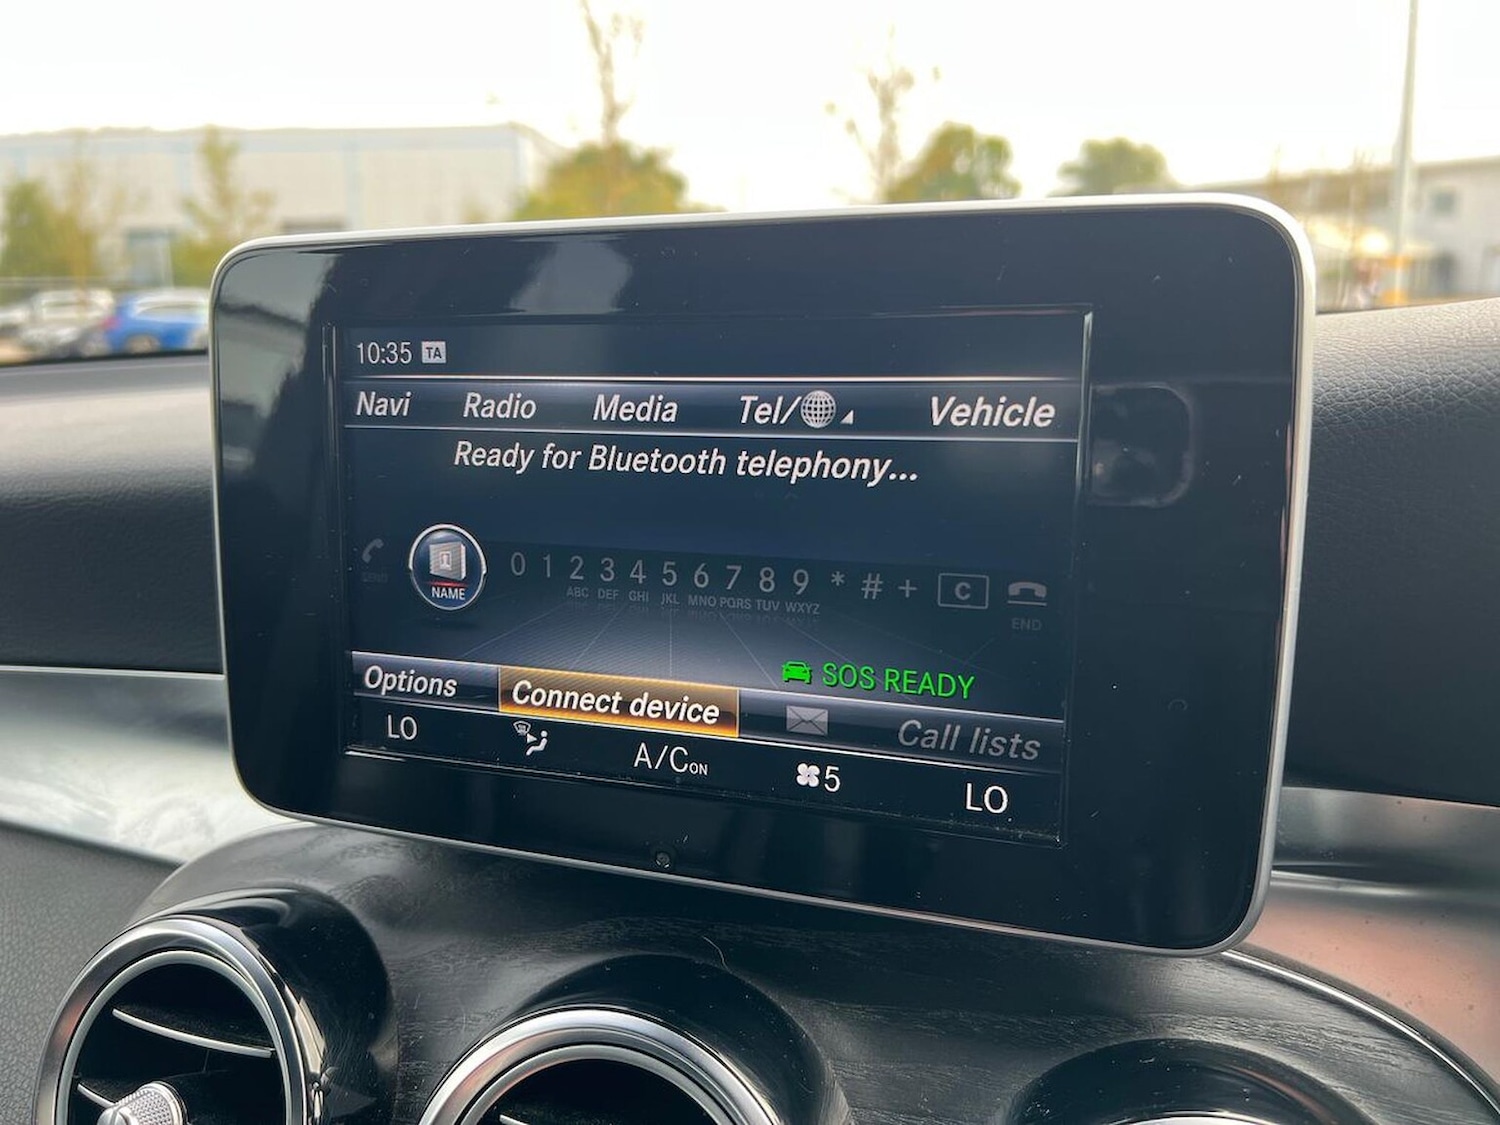 10:35 TA
Navi Radio Media Tel/ Vehicle
Ready for Bluetooth telephony...
0 1 2 3 4 5 6 7 8 9 * # + C
ABC DEF GHI JKL MNO PQRS TUV WXYZ
SEND NAME END
SOS READY
Options Connect device Call lists
LO A/C ON 5 LO